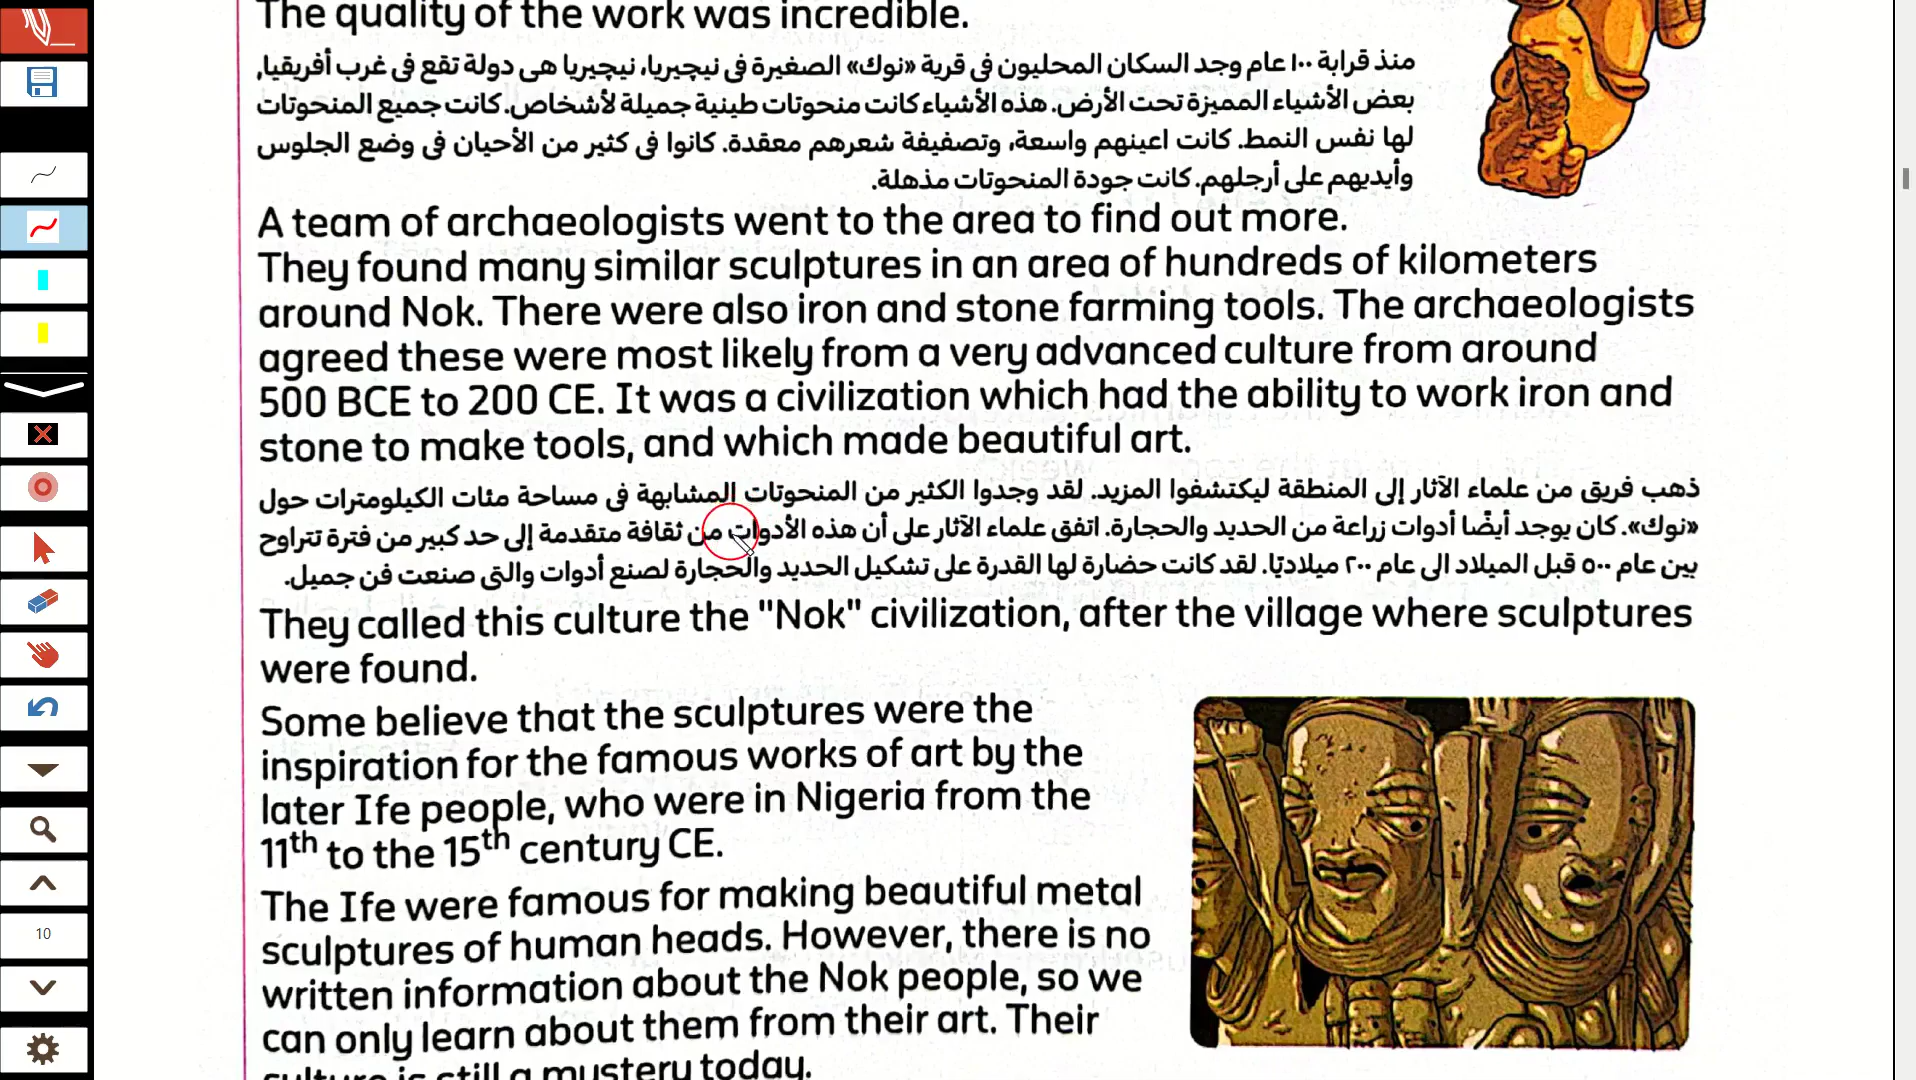 The quality of the work was incredible.
منذ قرابة ١٠٠ عام وجد السكان المحليون فى قرية «نوك» الصغيرة فى نيچيريا، نيچيريا هى دولة تقع فى غرب أفريقيا,
بعض الأشياء المميزة تحت الأرض. هذه الأشياء كانت منحوتات طينية جميلة لأشخاص. كانت جميع المنحوتات
لها نفس النمط. كانت اعينهم واسعة، وتصفيفة شعرهم معقدة. كانوا فى كثير من الأحيان فى وضع الجلوس
وأيديهم على أرجلهم. كانت جودة المنحوتات مذهلة.
A team of archaeologists went to the area to find out more.
They found many similar sculptures in an area of hundreds of kilometers
around Nok. There were also iron and stone farming tools. The archaeologists
agreed these were most likely from a very advanced culture from around
500 BCE to 200 CE. It was a civilization which had the ability to work iron and
stone to make tools, and which made beautiful art.
ذهب فريق من علماء الآثار إلى المنطقة ليكتشفوا المزيد. لقد وجدوا الكثير من المنحوتات المشابهة فى مساحة مئات الكيلومترات حول
«نوك». كان يوجد أيضًا أدوات زراعة من الحديد والحجارة. اتفق علماء الآثار على أن هذه الأدوات من ثقافة متقدمة إلى حد كبير من فترة تتراوح
بين عام ٥٠٠ قبل الميلاد الى عام ٢٠٠ ميلاديًا. لقد كانت حضارة لها القدرة على تشكيل الحديد والحجارة لصنع أدوات والتى صنعت فن جميل.
They called this culture the "Nok" civilization, after the village where sculptures
were found.
Some believe that the sculptures were the
inspiration for the famous works of art by the
later Ife people, who were in Nigeria from the
11th to the 15th century CE.
The Ife were famous for making beautiful metal
sculptures of human heads. However, there is no
written information about the Nok people, so we
can only learn about them from their art. Their
culture is still a mystery today.
10